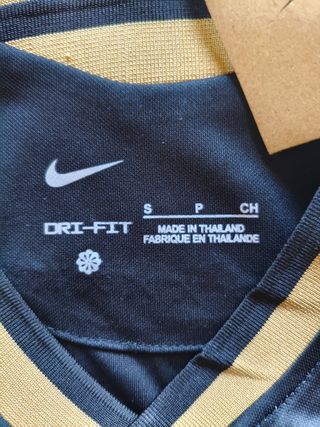 S P CH
DRI-FIT
MADE IN THAILAND
FABRIQUE EN THAILANDE